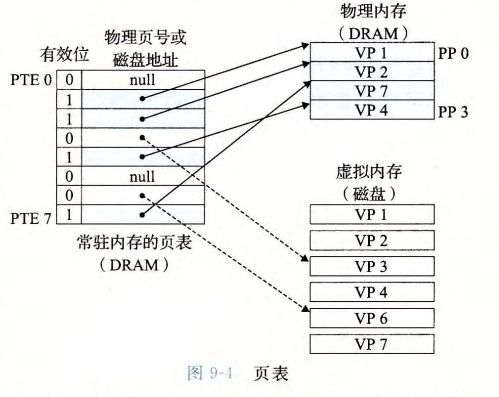 物理页号或
有效位 磁盘地址
PTE 0 0 null
1
1
0
1
0 null
0
PTE 7 1
常驻内存的页表
（DRAM）
物理内存
（DRAM）
VP 1 PP 0
VP 2
VP 7
VP 4 PP 3
虚拟内存
（磁盘）
VP 1
VP 2
VP 3
VP 4
VP 6
VP 7
图 9-4 页表